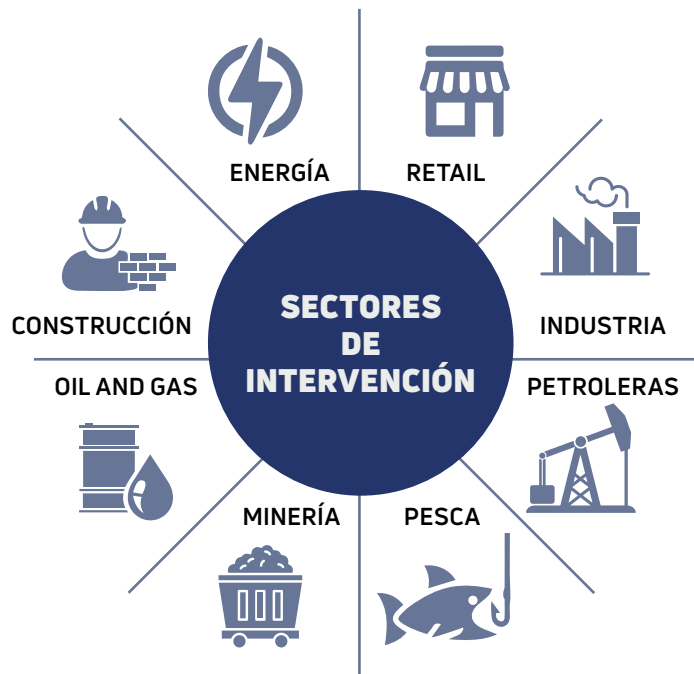 ENERGÍA
RETAIL
CONSTRUCCIÓN
SECTORES
DE
INTERVENCIÓN
INDUSTRIA
OIL AND GAS
PETROLERAS
MINERÍA
PESCA